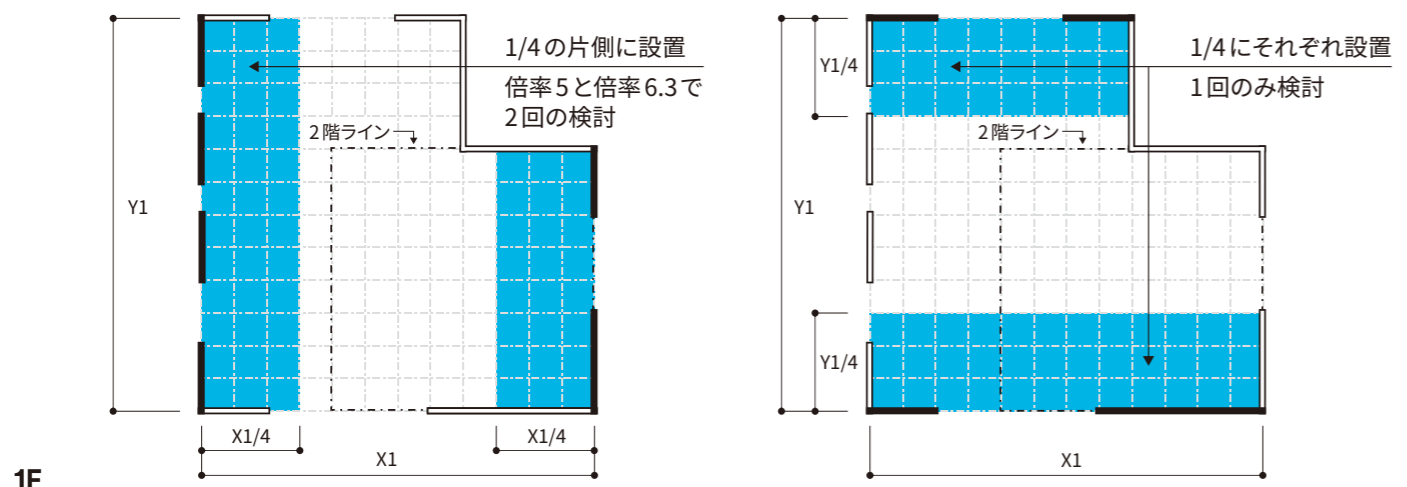 1/4の片側に設置
倍率5と倍率6.3で
2回の検討
2階ライン
Y1
X1/4
X1/4
X1
1F
1/4にそれぞれ設置
1回のみ検討
Y1/4
2階ライン
Y1
Y1/4
X1